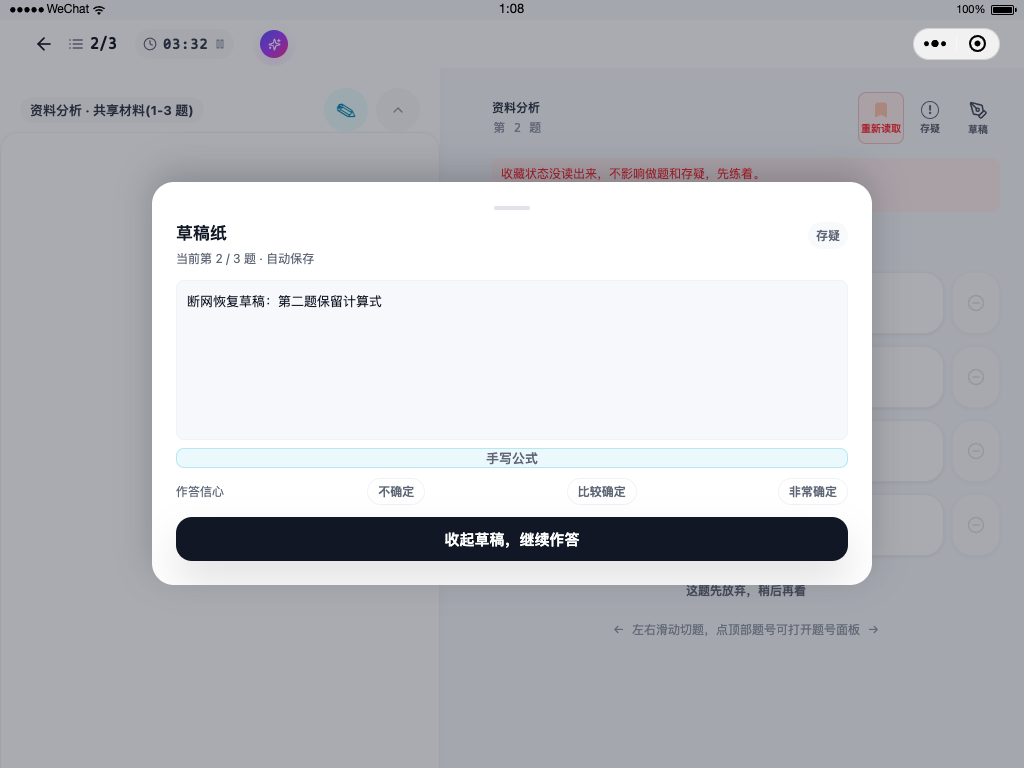 WeChat
1:08
100%
2/3
03:32
资料分析 · 共享材料(1-3 题)
资料分析
第 2 题
重新读取
存疑
草稿
收藏状态没读出来，不影响做题和存疑，先练着。
草稿纸
存疑
当前第 2 / 3 题 · 自动保存
断网恢复草稿：第二题保留计算式
手写公式
作答信心
不确定
比较确定
非常确定
收起草稿，继续作答
这题先放弃，稍后再看
← 左右滑动切题，点顶部题号可打开题号面板 →